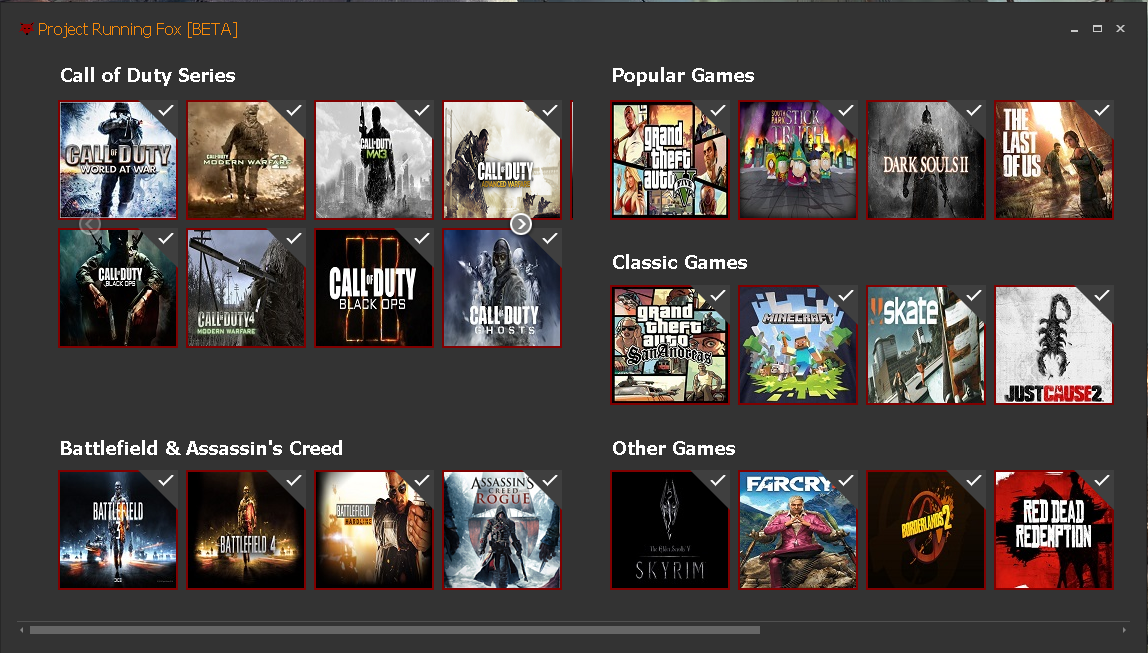 Project Running Fox [BETA]
Call of Duty Series
CALL OF DUTY
WORLD AT WAR
CALL OF DUTY
MODERN WARFARE 2
CALL OF DUTY
MW3
CALL OF DUTY
ADVANCED WARFARE
CALL OF DUTY
BLACK OPS
CALL OF DUTY 4
MODERN WARFARE
CALL OF DUTY
BLACK OPS
III
CALL OF DUTY
GHOSTS
Battlefield & Assassin's Creed
BATTLEFIELD
BATTLEFIELD 4
BATTLEFIELD
HARDLINE
ASSASSIN'S
CREED
ROGUE
Popular Games
grand
theft
auto
V
FIVE
SOUTH PARK
STICK
TRUTH
DARK SOULS II
THE
LAST
OF US
Classic Games
grand
theft
auto
San Andreas
MINECRAFT
skate
JUST CAUSE 2
Other Games
The Elder Scrolls V
SKYRIM
FARCRY
BORDERLANDS 2
RED DEAD
REDEMPTION